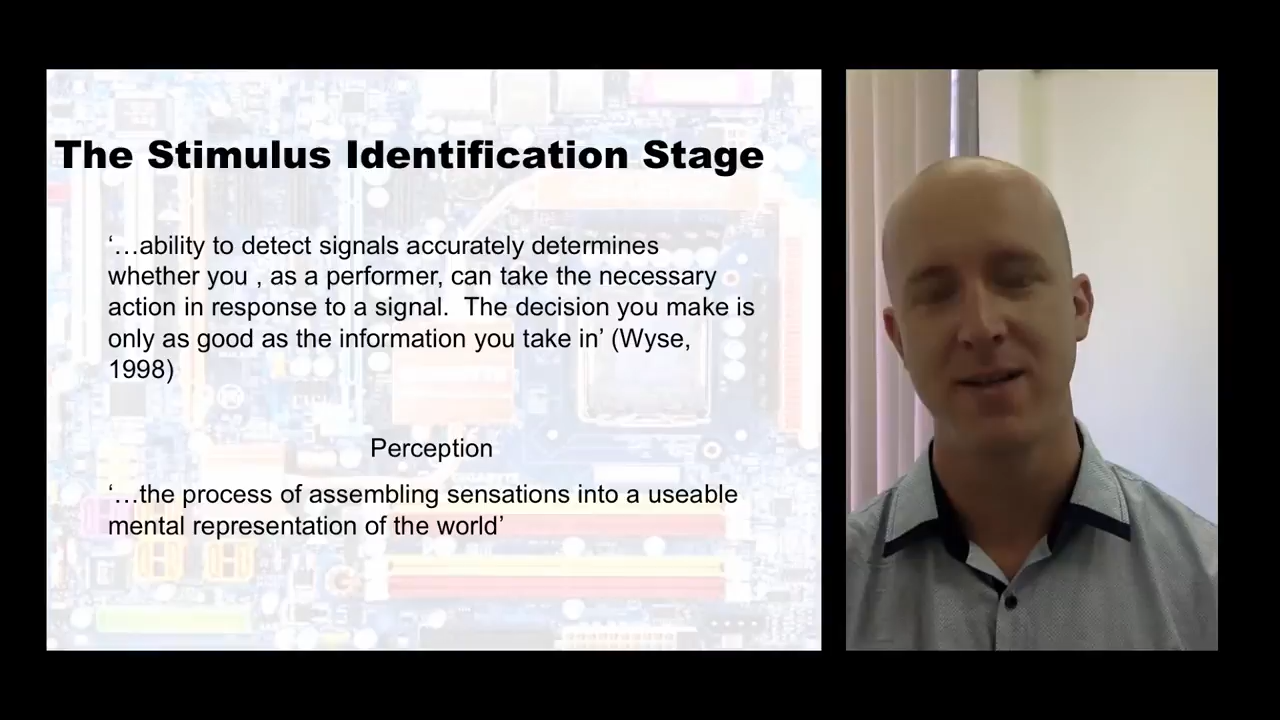 The Stimulus Identification Stage
‘…ability to detect signals accurately determines
whether you , as a performer, can take the necessary
action in response to a signal.  The decision you make is
only as good as the information you take in’ (Wyse,
1998)
Perception
‘…the process of assembling sensations into a useable
mental representation of the world’